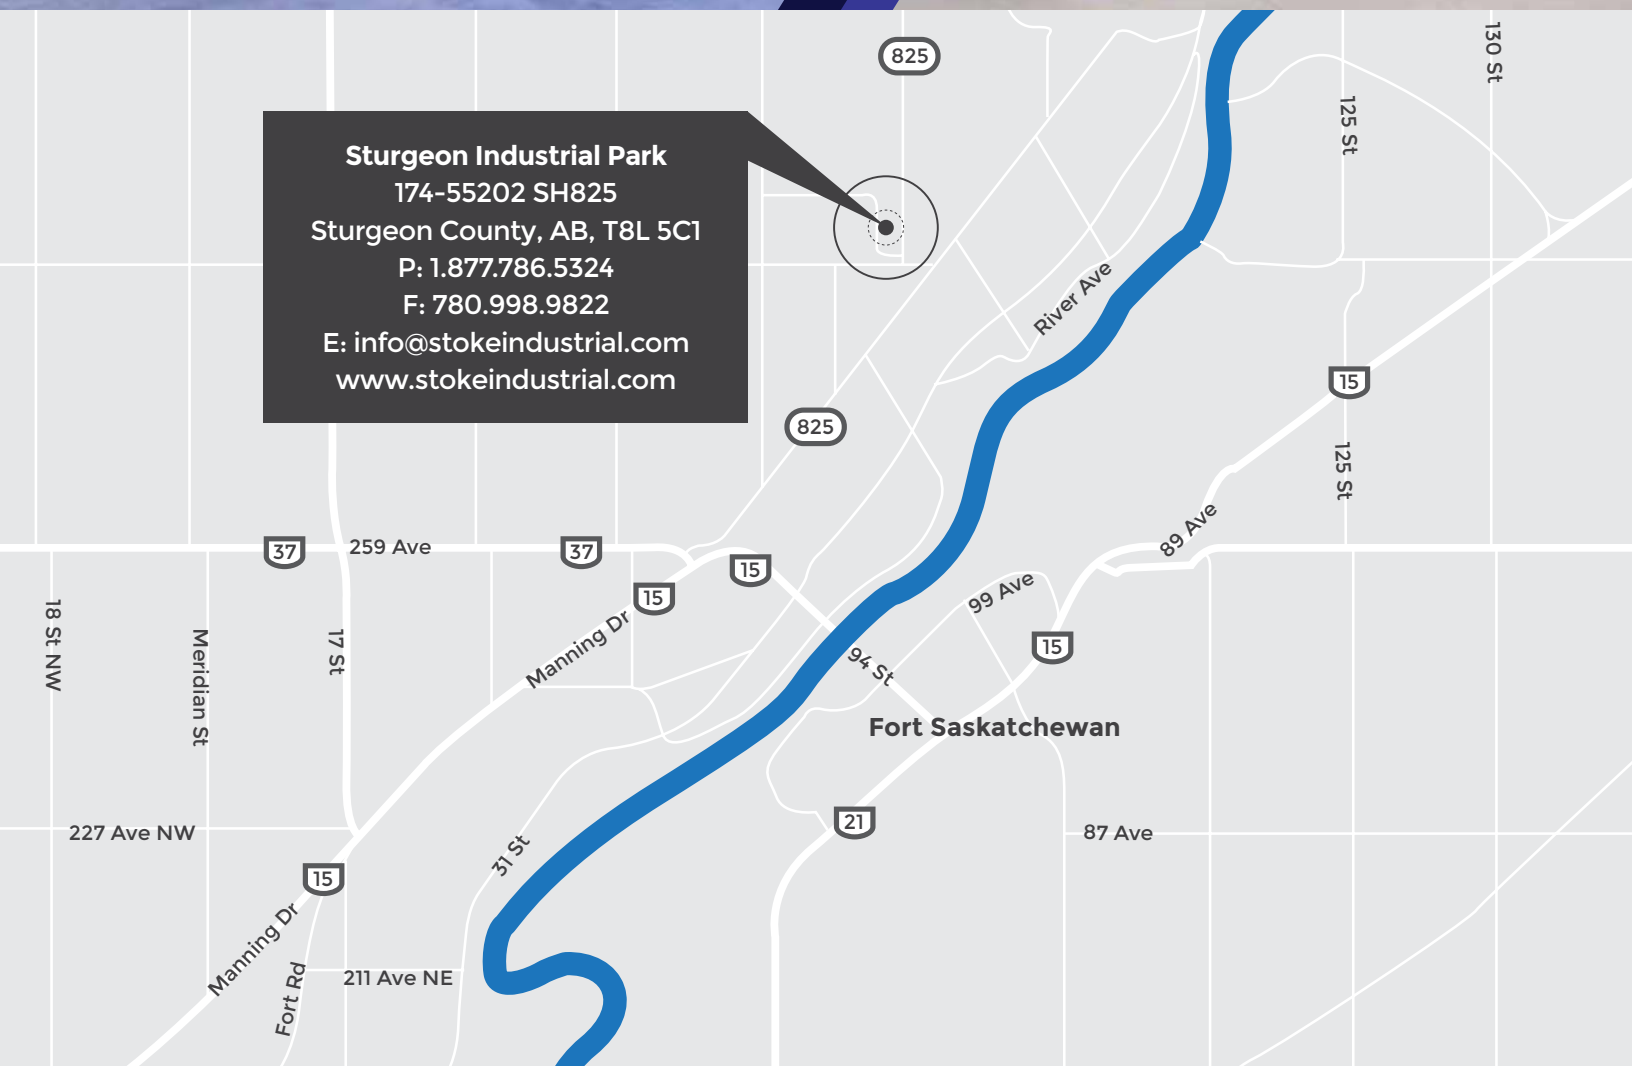 825
130 St
125 St
Sturgeon Industrial Park
174-55202 SH825
Sturgeon County, AB, T8L 5C1
P: 1.877.786.5324
F: 780.998.9822
E: info@stokeindustrial.com
www.stokeindustrial.com
River Ave
15
825
125 St
89 Ave
37
259 Ave
37
15
15
99 Ave
18 St NW
Meridian St
17 St
Manning Dr
94 St
15
Fort Saskatchewan
21
227 Ave NW
87 Ave
31 St
15
Manning Dr
Fort Rd
211 Ave NE